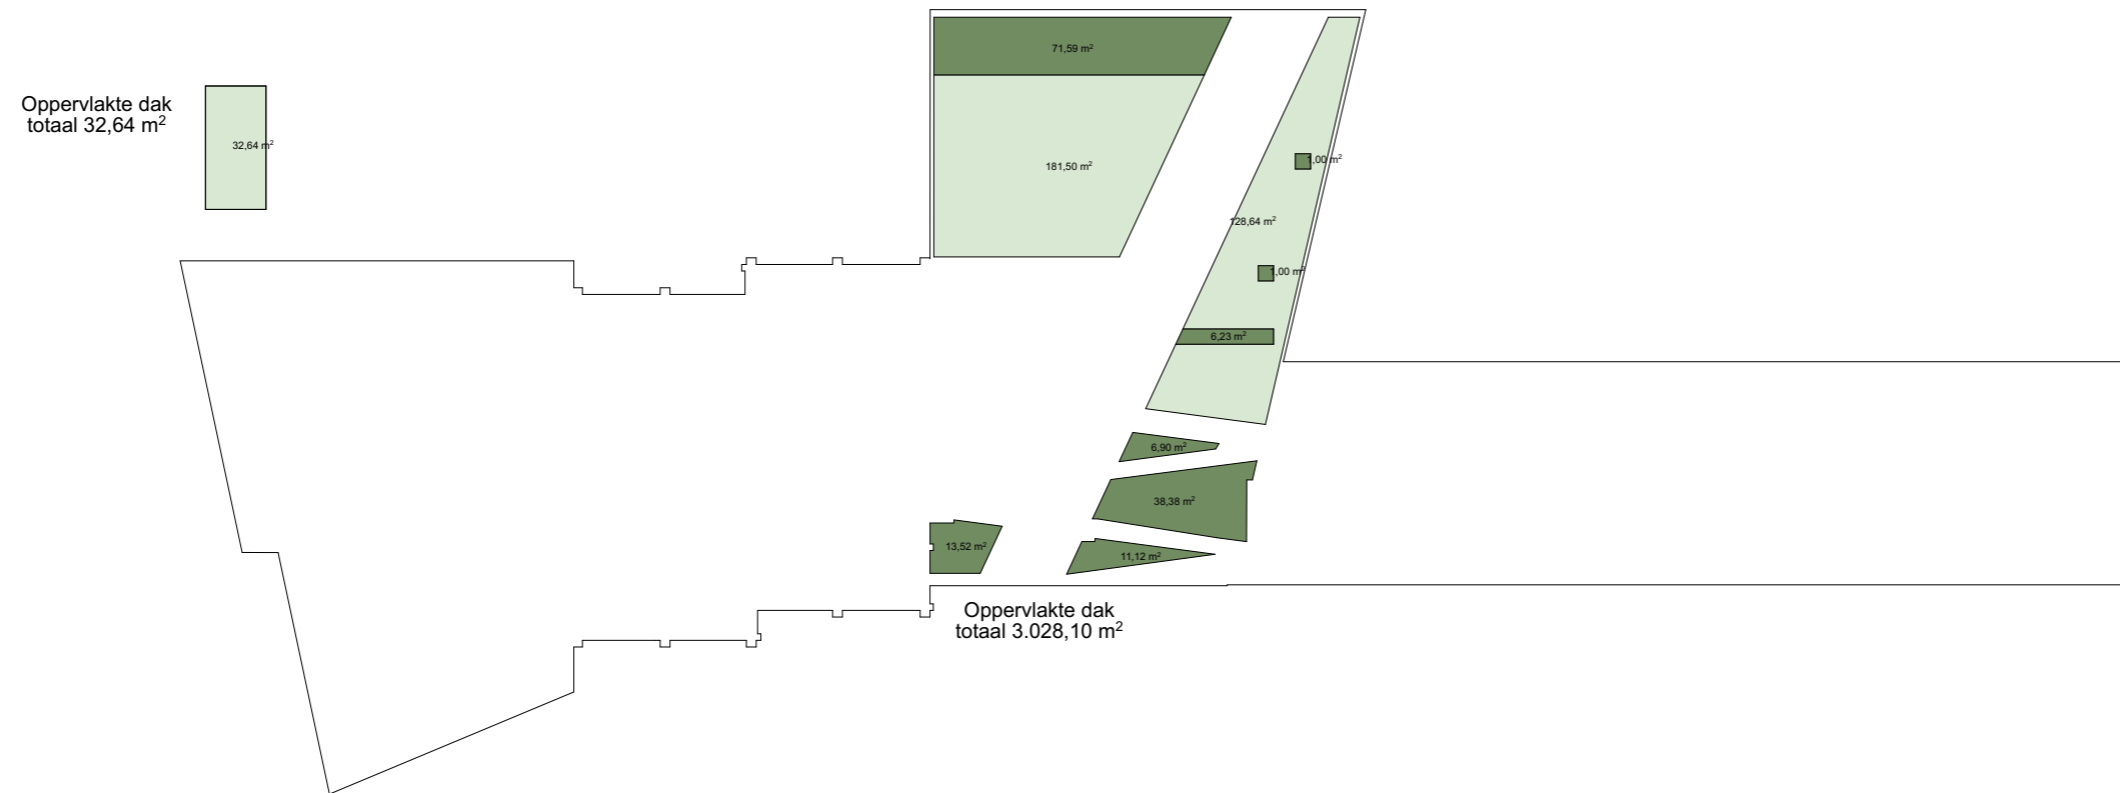 71,59 m²
Oppervlakte dak
totaal 32,64 m²
32,64 m²
181,50 m²
1,00 m²
128,64 m²
1,00 m²
6,23 m²
6,90 m²
38,38 m²
13,52 m²
11,12 m²
Oppervlakte dak
totaal 3.028,10 m²